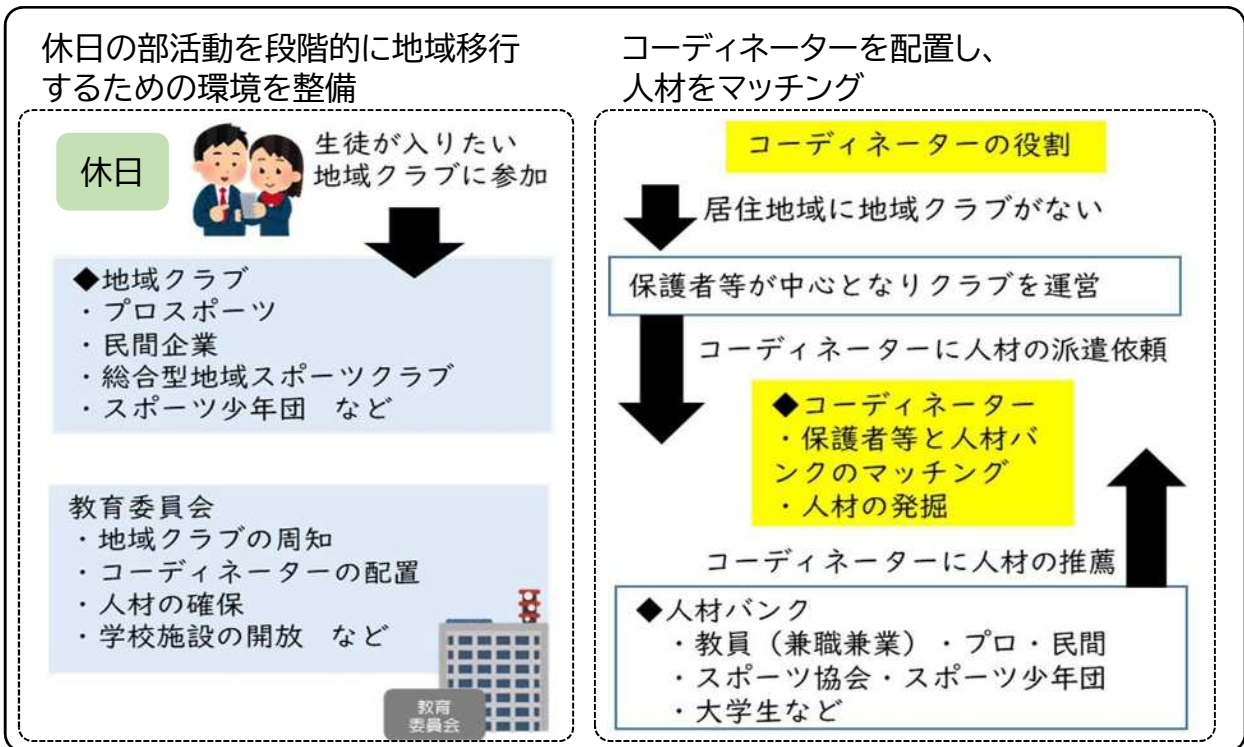 休日の部活動を段階的に地域移行
するための環境を整備
休日
生徒が入りたい
地域クラブに参加
◆地域クラブ
・プロスポーツ
・民間企業
・総合型地域スポーツクラブ
・スポーツ少年団　など
教育委員会
・地域クラブの周知
・コーディネーターの配置
・人材の確保
・学校施設の開放　など
教育
委員会
コーディネーターを配置し、
人材をマッチング
コーディネーターの役割
居住地域に地域クラブがない
保護者等が中心となりクラブを運営
コーディネーターに人材の派遣依頼
◆コーディネーター
・保護者等と人材バ
ンクのマッチング
・人材の発掘
コーディネーターに人材の推薦
◆人材バンク
・教員（兼職兼業）・プロ・民間
・スポーツ協会・スポーツ少年団
・大学生など